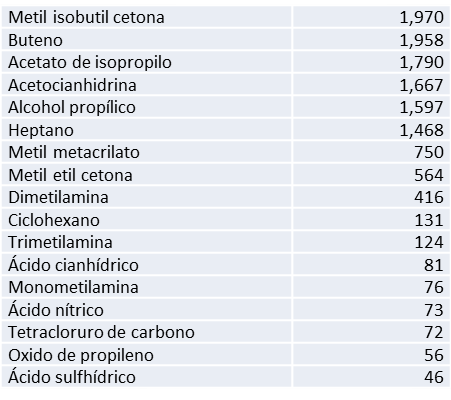 Metil isobutil cetona 1,970
Buteno 1,958
Acetato de isopropilo 1,790
Acetocianhidrina 1,667
Alcohol propílico 1,597
Heptano 1,468
Metil metacrilato 750
Metil etil cetona 564
Dimetilamina 416
Ciclohexano 131
Trimetilamina 124
Ácido cianhídrico 81
Monometilamina 76
Ácido nítrico 73
Tetracloruro de carbono 72
Oxido de propileno 56
Ácido sulfhídrico 46